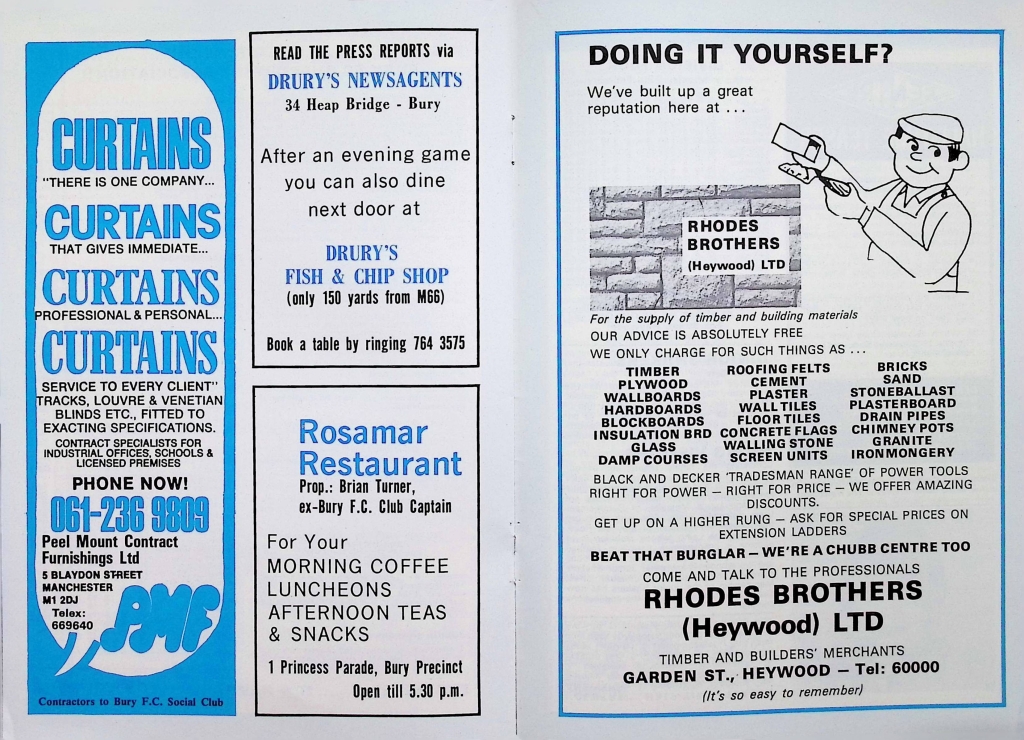 CURTAINS
"THERE IS ONE COMPANY...
CURTAINS
THAT GIVES IMMEDIATE...
CURTAINS
PROFESSIONAL & PERSONAL...
CURTAINS
SERVICE TO EVERY CLIENT"
TRACKS, LOUVRE & VENETIAN
BLINDS ETC., FITTED TO
EXACTING SPECIFICATIONS.
CONTRACT SPECIALISTS FOR
INDUSTRIAL OFFICES, SCHOOLS &
LICENSED PREMISES
PHONE NOW!
061-236 9809
Peel Mount Contract
Furnishings Ltd
5 BLAYDON STREET
MANCHESTER
M1 2DJ
Telex:
669640
PMF
Contractors to Bury F.C. Social Club
READ THE PRESS REPORTS via
DRURY'S NEWSAGENTS
34 Heap Bridge - Bury
After an evening game
you can also dine
next door at
DRURY'S
FISH & CHIP SHOP
(only 150 yards from M66)
Book a table by ringing 764 3575
Rosamar
Restaurant
Prop.: Brian Turner,
ex-Bury F.C. Club Captain
For Your
MORNING COFFEE
LUNCHEONS
AFTERNOON TEAS
& SNACKS
1 Princess Parade, Bury Precinct
Open till 5.30 p.m.
DOING IT YOURSELF?
We've built up a great
reputation here at ...
RHODES
BROTHERS
(Heywood) LTD
For the supply of timber and building materials
OUR ADVICE IS ABSOLUTELY FREE
WE ONLY CHARGE FOR SUCH THINGS AS ...
TIMBER
PLYWOOD
WALLBOARDS
HARDBOARDS
BLOCKBOARDS
INSULATION BRD
GLASS
DAMP COURSES
ROOFING FELTS
CEMENT
PLASTER
WALL TILES
FLOOR TILES
CONCRETE FLAGS
WALLING STONE
SCREEN UNITS
BRICKS
SAND
STONEBALLAST
PLASTERBOARD
DRAIN PIPES
CHIMNEY POTS
GRANITE
IRONMONGERY
BLACK AND DECKER 'TRADESMAN RANGE' OF POWER TOOLS
RIGHT FOR POWER — RIGHT FOR PRICE — WE OFFER AMAZING
DISCOUNTS.
GET UP ON A HIGHER RUNG — ASK FOR SPECIAL PRICES ON
EXTENSION LADDERS
BEAT THAT BURGLAR — WE'RE A CHUBB CENTRE TOO
COME AND TALK TO THE PROFESSIONALS
RHODES BROTHERS
(Heywood) LTD
TIMBER AND BUILDERS' MERCHANTS
GARDEN ST., HEYWOOD — Tel: 60000
(It's so easy to remember)